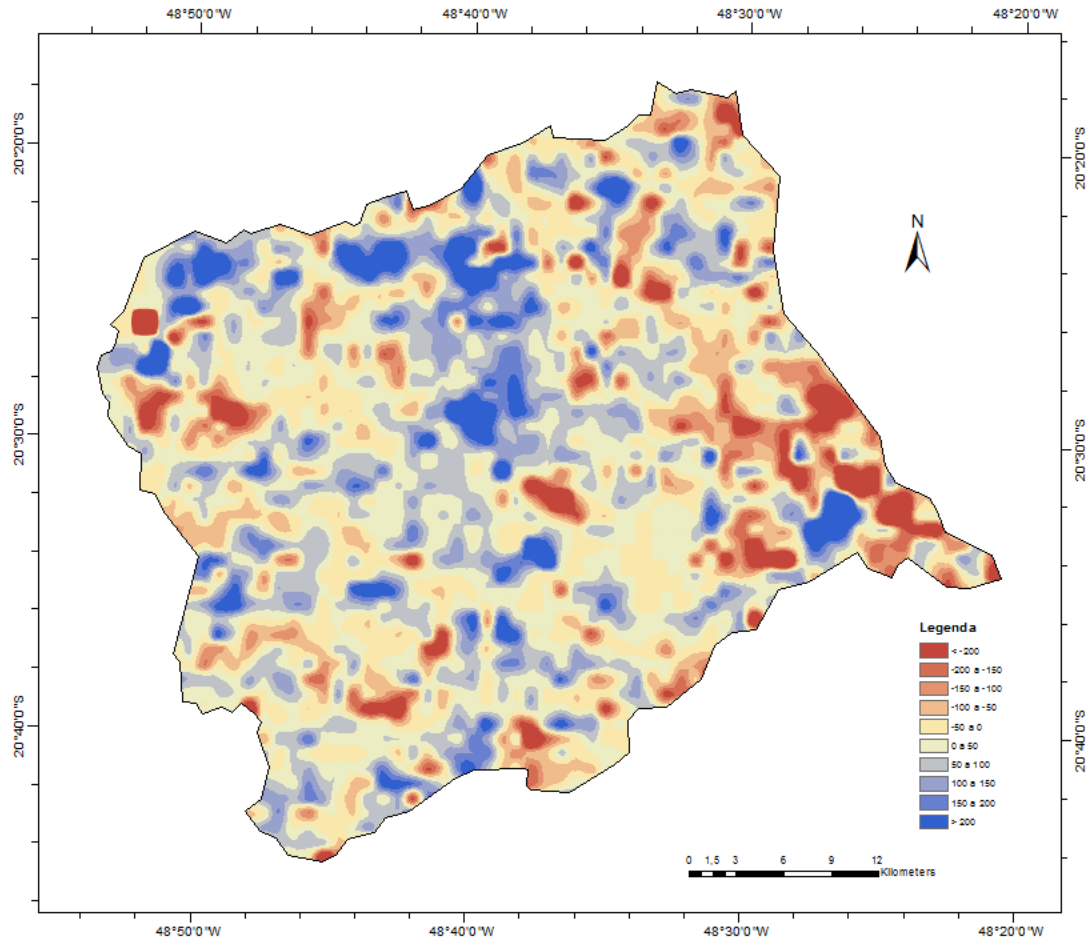 48°50'0"W 48°40'0"W 48°30'0"W 48°20'0"W
20°20'0"S 20°20'0"S
N
20°30'0"S 20°30'0"S
Legenda
< -200
-200 a -150
-150 a -100
-100 a -50
-50 a 0
0 a 50
50 a 100
100 a 150
150 a 200
> 200
20°40'0"S 20°40'0"S
0 1,5 3 6 9 12
Kilometers
48°50'0"W 48°40'0"W 48°30'0"W 48°20'0"W